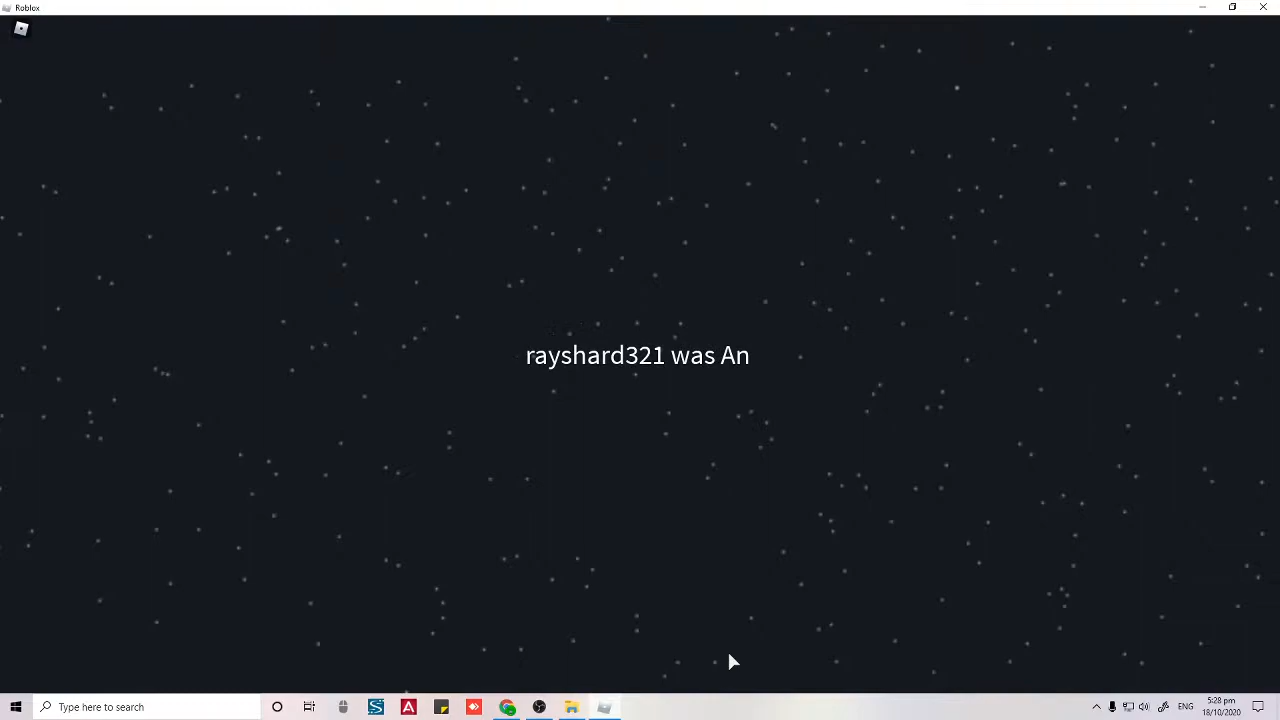 Roblox
rayshard321 was An
Type here to search
ENG
5:28 pm
18/10/2020